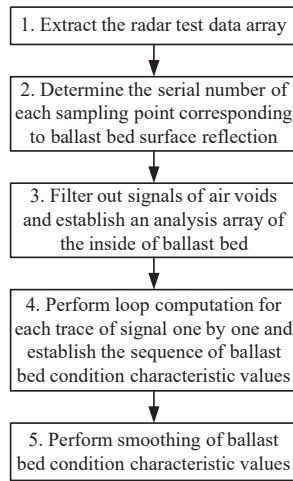 1. Extract the radar test data array
2. Determine the serial number of
each sampling point corresponding
to ballast bed surface reflection
3. Filter out signals of air voids
and establish an analysis array of
the inside of ballast bed
4. Perform loop computation for
each trace of signal one by one and
establish the sequence of ballast
bed condition characteristic values
5. Perform smoothing of ballast
bed condition characteristic values